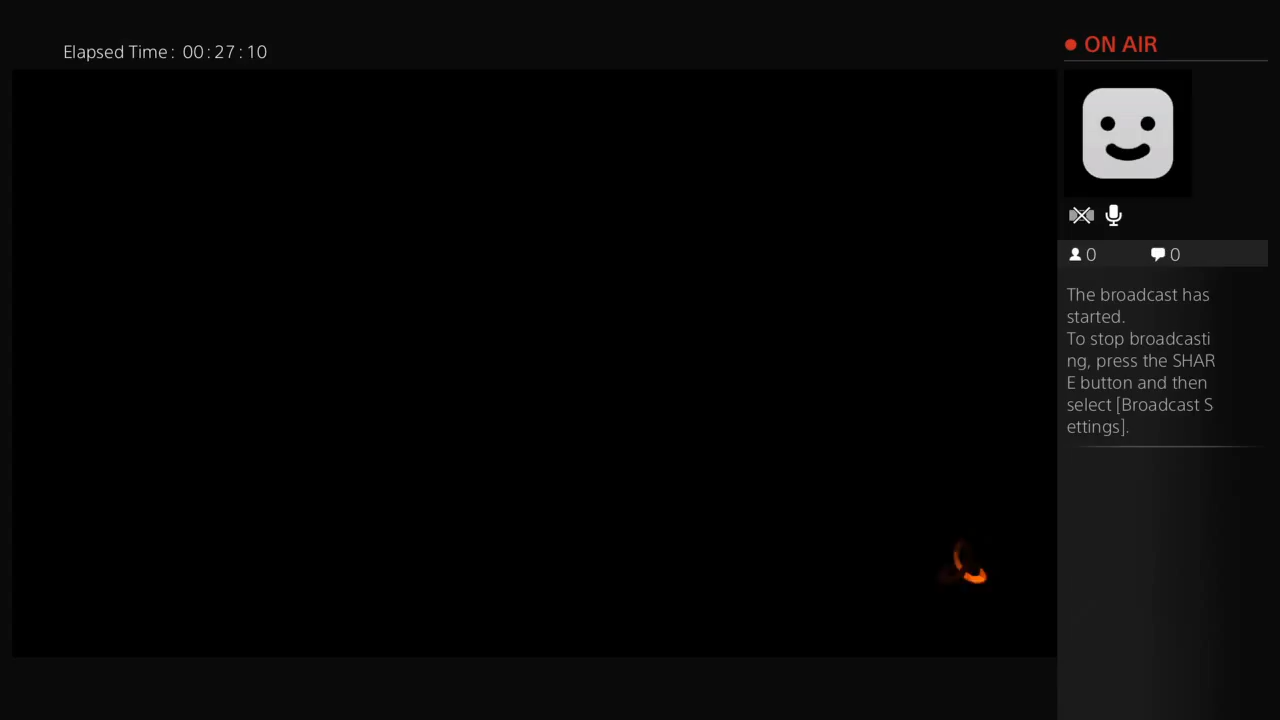 Elapsed Time: 00:27:10
ON AIR
0 0
The broadcast has
started.
To stop broadcasti
ng, press the SHAR
E button and then
select [Broadcast S
ettings].